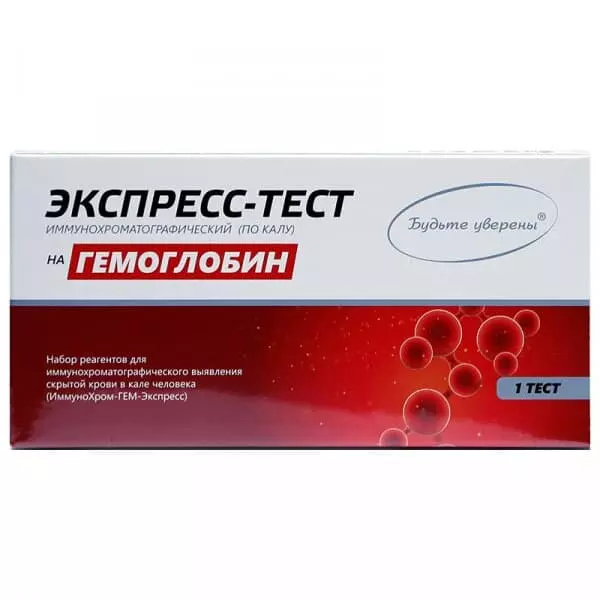 ЭКСПРЕСС-ТЕСТ
ИММУНОХРОМАТОГРАФИЧЕСКИЙ (ПО КАЛУ)
НА ГЕМОГЛОБИН
Будьте уверены®
Набор реагентов для
иммунохроматографического выявления
скрытой крови в кале человека
(ИммуноХром-ГЕМ-Экспресс)
1 ТЕСТ